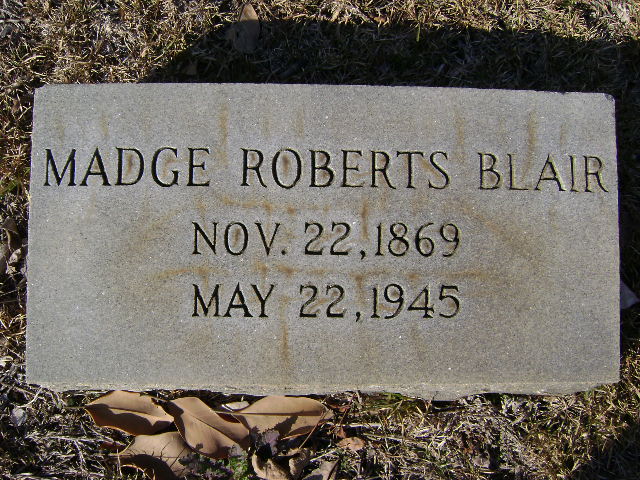 MADGE ROBERTS BLAIR
NOV. 22, 1869
MAY 22, 1945